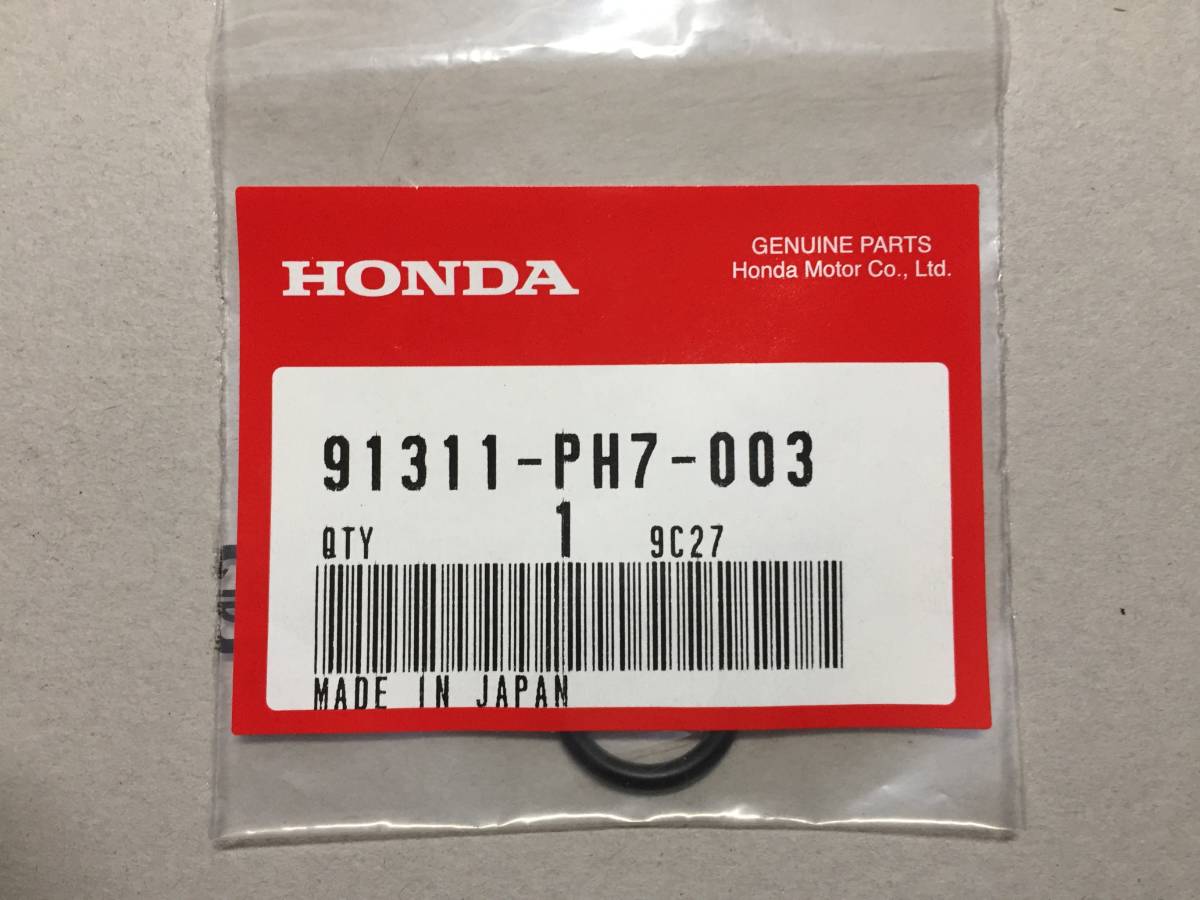 HONDA
GENUINE PARTS
Honda Motor Co., Ltd.
91311-PH7-003
QTY 1 9C27
MADE IN JAPAN